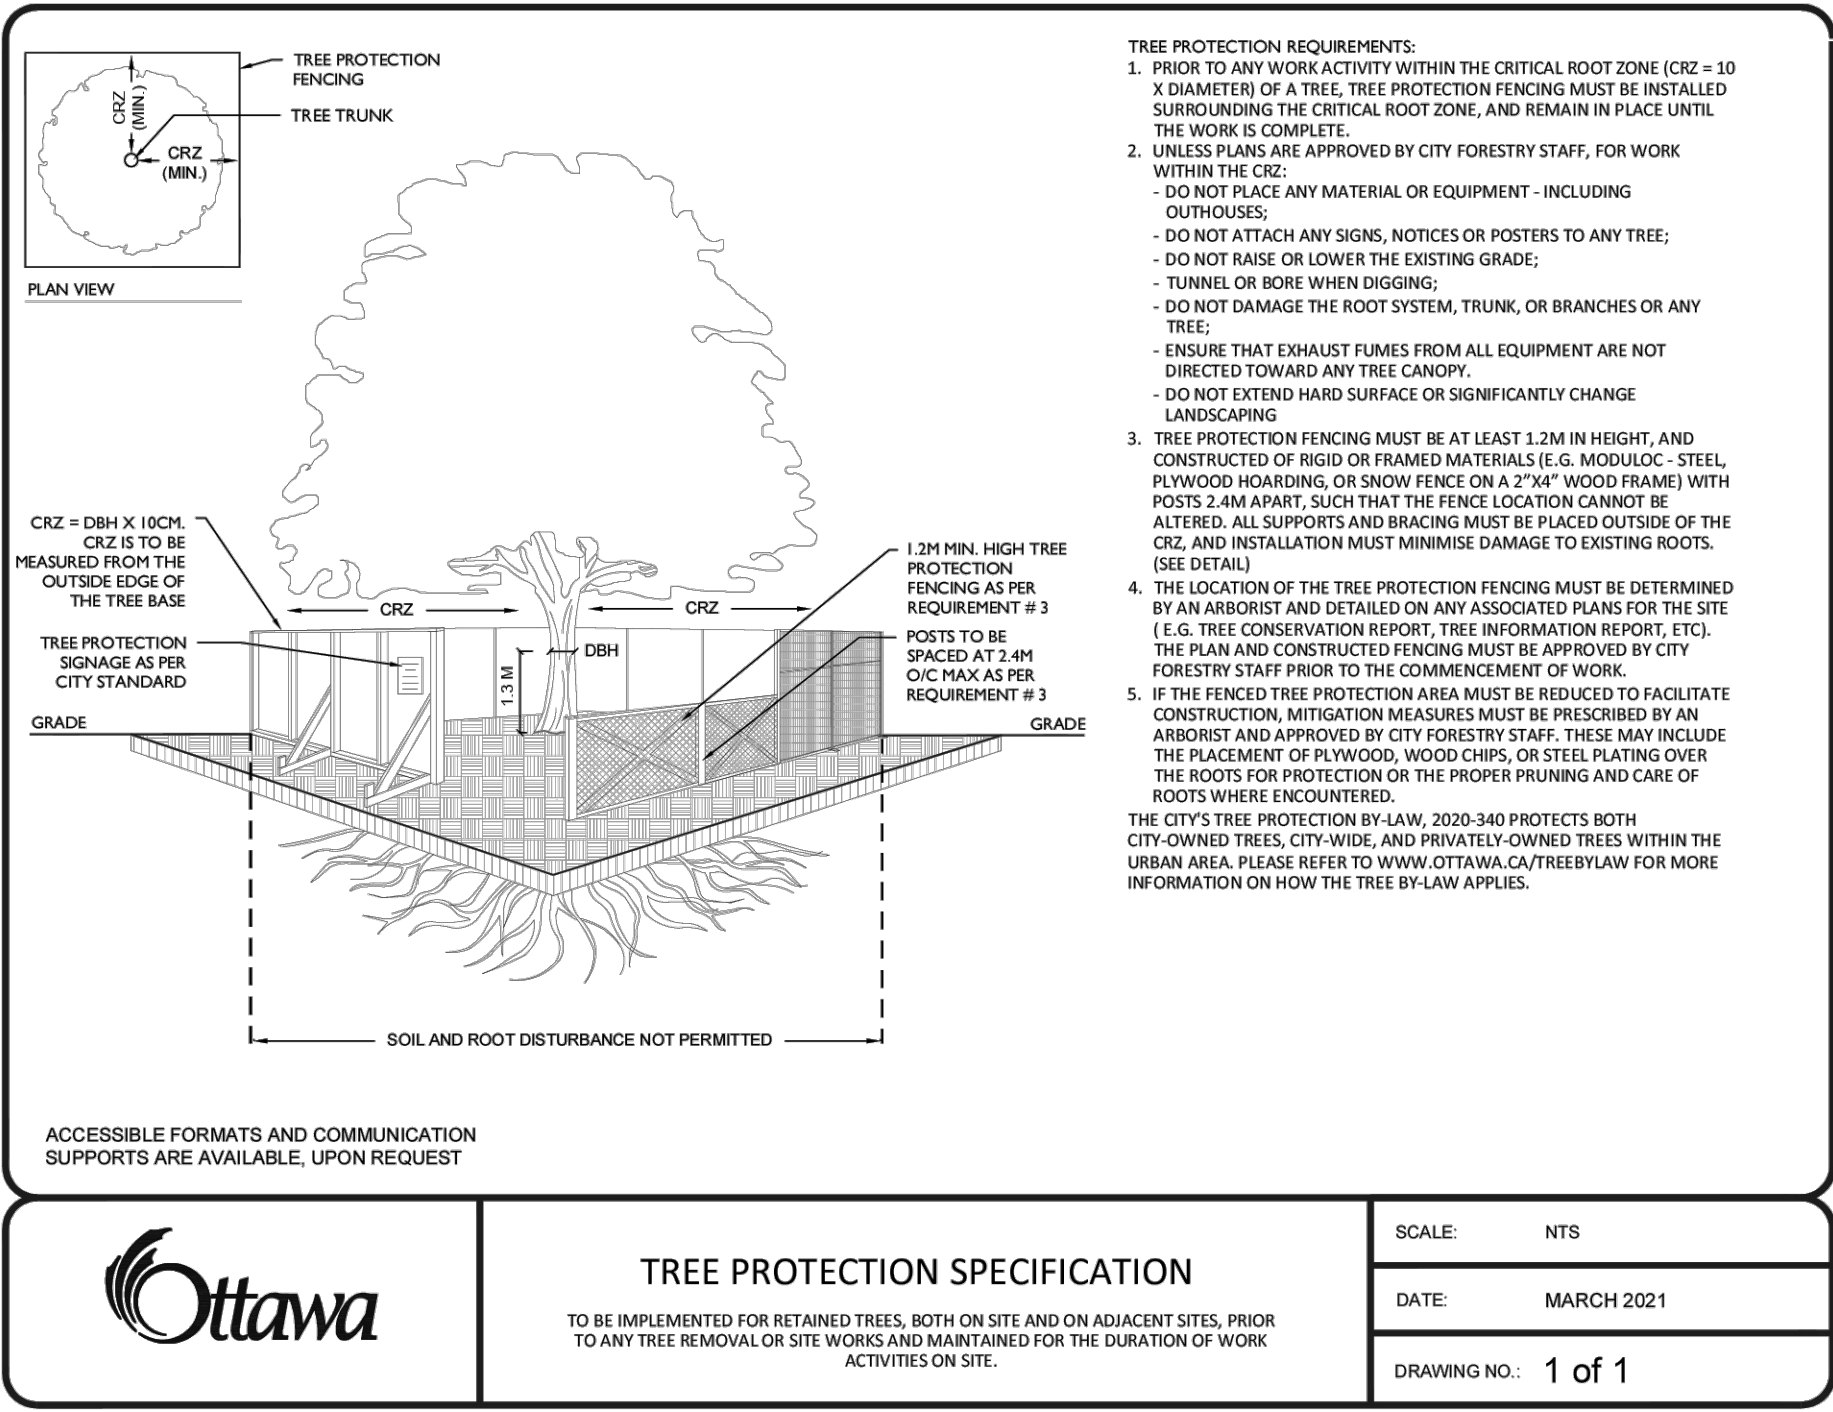 TREE PROTECTION
FENCING
TREE TRUNK
CRZ
(MIN.)
CRZ
(MIN.)
PLAN VIEW
CRZ = DBH X 10CM.
CRZ IS TO BE
MEASURED FROM THE
OUTSIDE EDGE OF
THE TREE BASE
TREE PROTECTION
SIGNAGE AS PER
CITY STANDARD
GRADE
CRZ
CRZ
DBH
1.3 M
1.2M MIN. HIGH TREE
PROTECTION
FENCING AS PER
REQUIREMENT # 3
POSTS TO BE
SPACED AT 2.4M
O/C MAX AS PER
REQUIREMENT # 3
GRADE
SOIL AND ROOT DISTURBANCE NOT PERMITTED
ACCESSIBLE FORMATS AND COMMUNICATION
SUPPORTS ARE AVAILABLE, UPON REQUEST
TREE PROTECTION REQUIREMENTS:
1. PRIOR TO ANY WORK ACTIVITY WITHIN THE CRITICAL ROOT ZONE (CRZ = 10
X DIAMETER) OF A TREE, TREE PROTECTION FENCING MUST BE INSTALLED
SURROUNDING THE CRITICAL ROOT ZONE, AND REMAIN IN PLACE UNTIL
THE WORK IS COMPLETE.
2. UNLESS PLANS ARE APPROVED BY CITY FORESTRY STAFF, FOR WORK
WITHIN THE CRZ:
- DO NOT PLACE ANY MATERIAL OR EQUIPMENT - INCLUDING
OUTHOUSES;
- DO NOT ATTACH ANY SIGNS, NOTICES OR POSTERS TO ANY TREE;
- DO NOT RAISE OR LOWER THE EXISTING GRADE;
- TUNNEL OR BORE WHEN DIGGING;
- DO NOT DAMAGE THE ROOT SYSTEM, TRUNK, OR BRANCHES OR ANY
TREE;
- ENSURE THAT EXHAUST FUMES FROM ALL EQUIPMENT ARE NOT
DIRECTED TOWARD ANY TREE CANOPY.
- DO NOT EXTEND HARD SURFACE OR SIGNIFICANTLY CHANGE
LANDSCAPING
3. TREE PROTECTION FENCING MUST BE AT LEAST 1.2M IN HEIGHT, AND
CONSTRUCTED OF RIGID OR FRAMED MATERIALS (E.G. MODULOC - STEEL,
PLYWOOD HOARDING, OR SNOW FENCE ON A 2”X4” WOOD FRAME) WITH
POSTS 2.4M APART, SUCH THAT THE FENCE LOCATION CANNOT BE
ALTERED. ALL SUPPORTS AND BRACING MUST BE PLACED OUTSIDE OF THE
CRZ, AND INSTALLATION MUST MINIMISE DAMAGE TO EXISTING ROOTS.
(SEE DETAIL)
4. THE LOCATION OF THE TREE PROTECTION FENCING MUST BE DETERMINED
BY AN ARBORIST AND DETAILED ON ANY ASSOCIATED PLANS FOR THE SITE
( E.G. TREE CONSERVATION REPORT, TREE INFORMATION REPORT, ETC).
THE PLAN AND CONSTRUCTED FENCING MUST BE APPROVED BY CITY
FORESTRY STAFF PRIOR TO THE COMMENCEMENT OF WORK.
5. IF THE FENCED TREE PROTECTION AREA MUST BE REDUCED TO FACILITATE
CONSTRUCTION, MITIGATION MEASURES MUST BE PRESCRIBED BY AN
ARBORIST AND APPROVED BY CITY FORESTRY STAFF. THESE MAY INCLUDE
THE PLACEMENT OF PLYWOOD, WOOD CHIPS, OR STEEL PLATING OVER
THE ROOTS FOR PROTECTION OR THE PROPER PRUNING AND CARE OF
ROOTS WHERE ENCOUNTERED.
THE CITY'S TREE PROTECTION BY-LAW, 2020-340 PROTECTS BOTH
CITY-OWNED TREES, CITY-WIDE, AND PRIVATELY-OWNED TREES WITHIN THE
URBAN AREA. PLEASE REFER TO WWW.OTTAWA.CA/TREEBYLAW FOR MORE
INFORMATION ON HOW THE TREE BY-LAW APPLIES.
Ottawa
TREE PROTECTION SPECIFICATION
TO BE IMPLEMENTED FOR RETAINED TREES, BOTH ON SITE AND ON ADJACENT SITES, PRIOR
TO ANY TREE REMOVAL OR SITE WORKS AND MAINTAINED FOR THE DURATION OF WORK
ACTIVITIES ON SITE.
SCALE: NTS
DATE: MARCH 2021
DRAWING NO.: 1 of 1